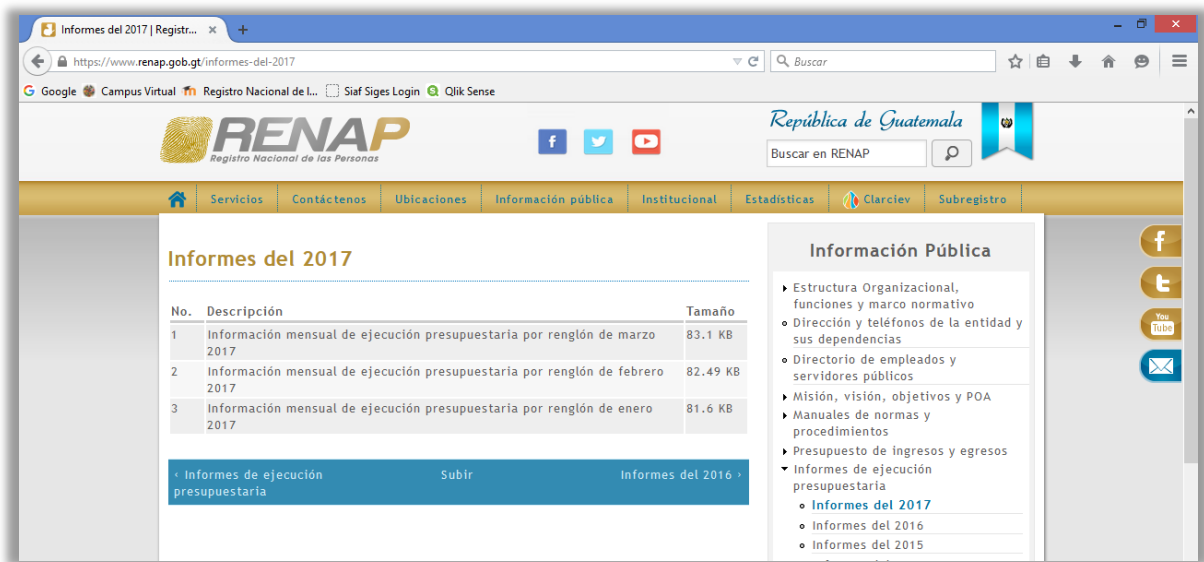 Informes del 2017 | Registr...
https://www.renap.gob.gt/informes-del-2017
Buscar
Google Campus Virtual Registro Nacional de l... Siaf Siges Login Qlik Sense
RENAP
Registro Nacional de las Personas
República de Guatemala
Buscar en RENAP
Servicios Contáctenos Ubicaciones Información pública Institucional Estadísticas Clarciev Subregistro
Informes del 2017
No. Descripción Tamaño
1 Información mensual de ejecución presupuestaria por renglón de marzo 83.1 KB
2017
2 Información mensual de ejecución presupuestaria por renglón de febrero 82.49 KB
2017
3 Información mensual de ejecución presupuestaria por renglón de enero 81.6 KB
2017
‹ Informes de ejecución Subir Informes del 2016 ›
presupuestaria
Información Pública
Estructura Organizacional,
funciones y marco normativo
Dirección y teléfonos de la entidad y
sus dependencias
Directorio de empleados y
servidores públicos
Misión, visión, objetivos y POA
Manuales de normas y
procedimientos
Presupuesto de ingresos y egresos
Informes de ejecución
presupuestaria
Informes del 2017
Informes del 2016
Informes del 2015
You
Tube